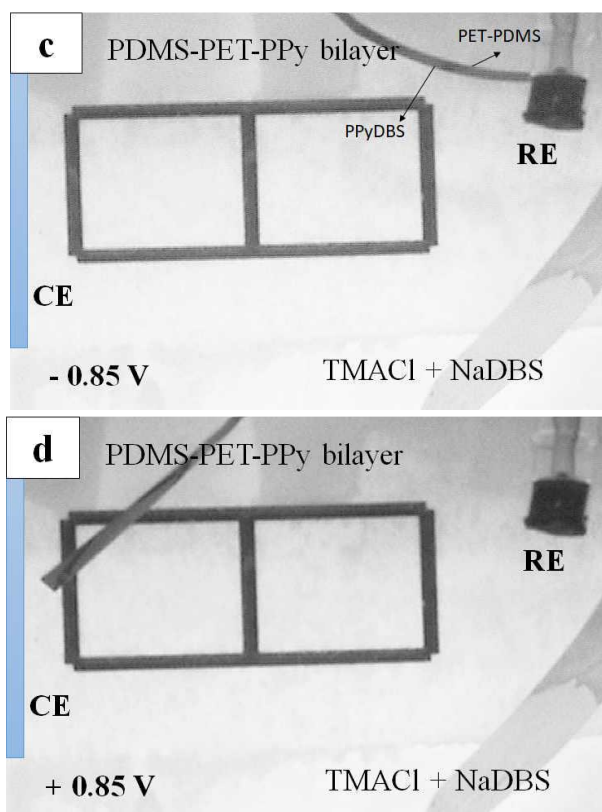 c
PDMS-PET-PPy bilayer
PET-PDMS
PPyDBS
RE
CE
- 0.85 V
TMACl + NaDBS
d
PDMS-PET-PPy bilayer
RE
CE
+ 0.85 V
TMACl + NaDBS